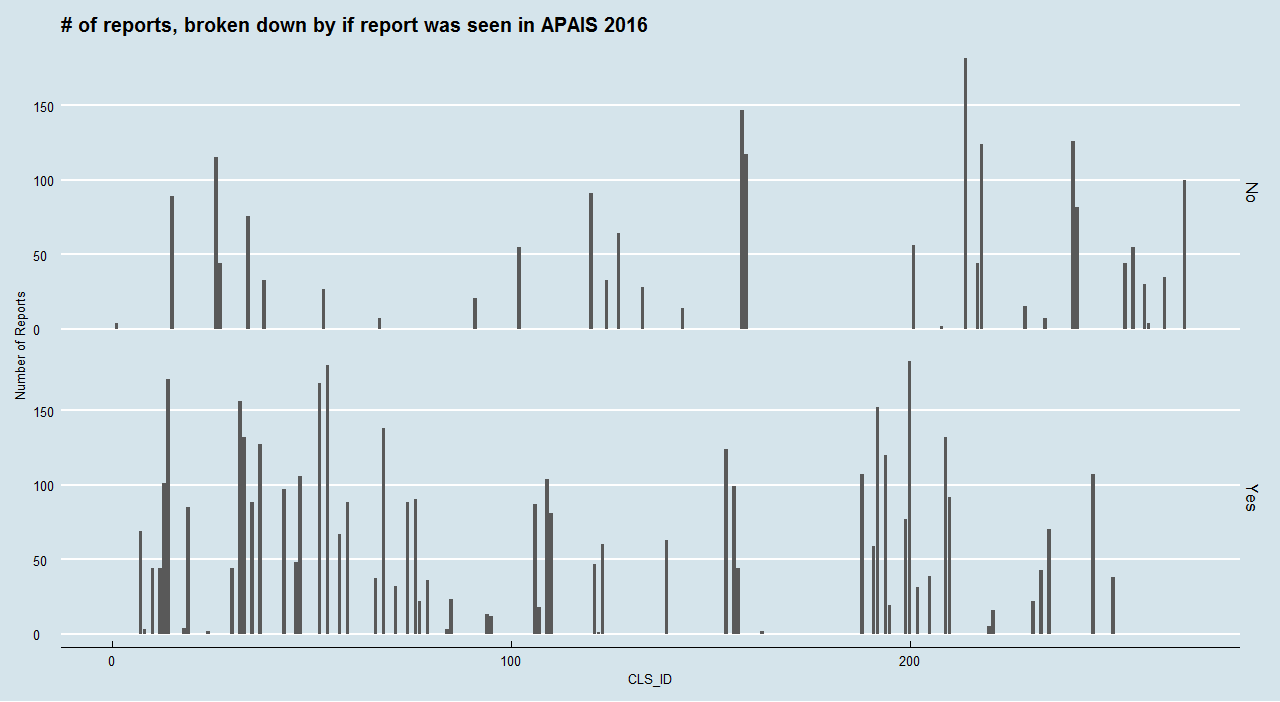 # of reports, broken down by if report was seen in APAIS 2016
150
100
50
0
No
Number of Reports
150
100
50
0
Yes
0 100 200
CLS_ID